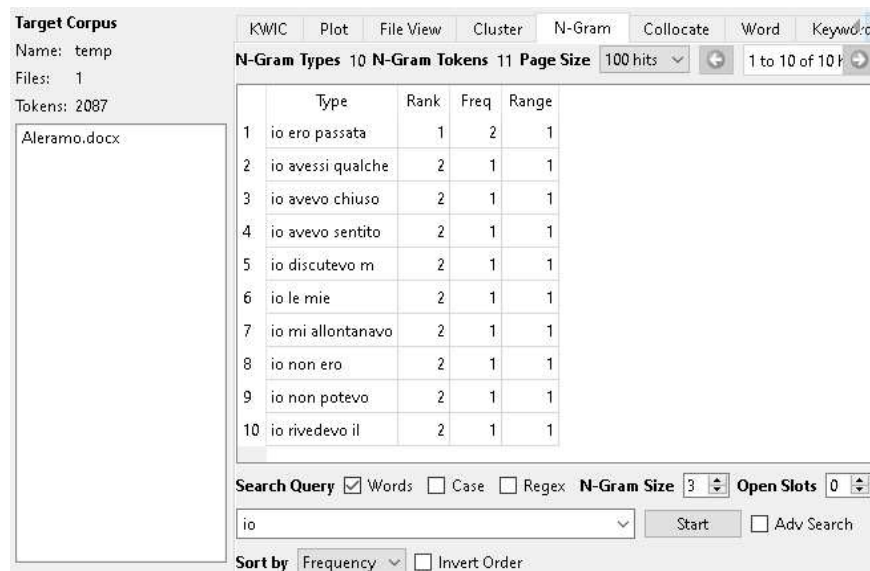 Target Corpus
Name: temp
Files: 1
Tokens: 2087
Aleramo.docx
KWIC Plot File View Cluster N-Gram Collocate Word Keyword
N-Gram Types 10 N-Gram Tokens 11 Page Size 100 hits 1 to 10 of 10 h
Type Rank Freq Range
1 io ero passata 1 2 1
2 io avessi qualche 2 1 1
3 io avevo chiuso 2 1 1
4 io avevo sentito 2 1 1
5 io discutevo m 2 1 1
6 io le mie 2 1 1
7 io mi allontanavo 2 1 1
8 io non ero 2 1 1
9 io non potevo 2 1 1
10 io rivedevo il 2 1 1
Search Query Words Case Regex N-Gram Size 3 Open Slots 0
io Start Adv Search
Sort by Frequency Invert Order